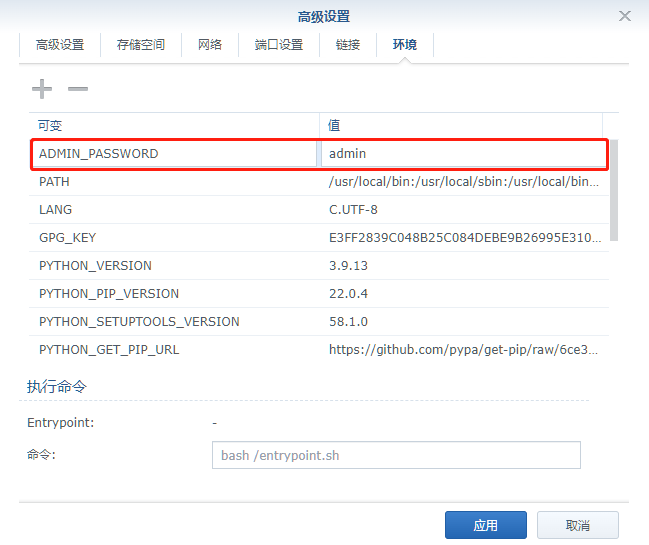 高级设置
高级设置 存储空间 网络 端口设置 链接 环境
可变 值
ADMIN_PASSWORD admin
PATH /usr/local/bin:/usr/local/sbin:/usr/local/bin...
LANG C.UTF-8
GPG_KEY E3FF2839C048B25C084DEBE9B26995E310...
PYTHON_VERSION 3.9.13
PYTHON_PIP_VERSION 22.0.4
PYTHON_SETUPTOOLS_VERSION 58.1.0
PYTHON_GET_PIP_URL https://github.com/pypa/get-pip/raw/6ce3...
执行命令
Entrypoint: -
命令: bash /entrypoint.sh
应用 取消